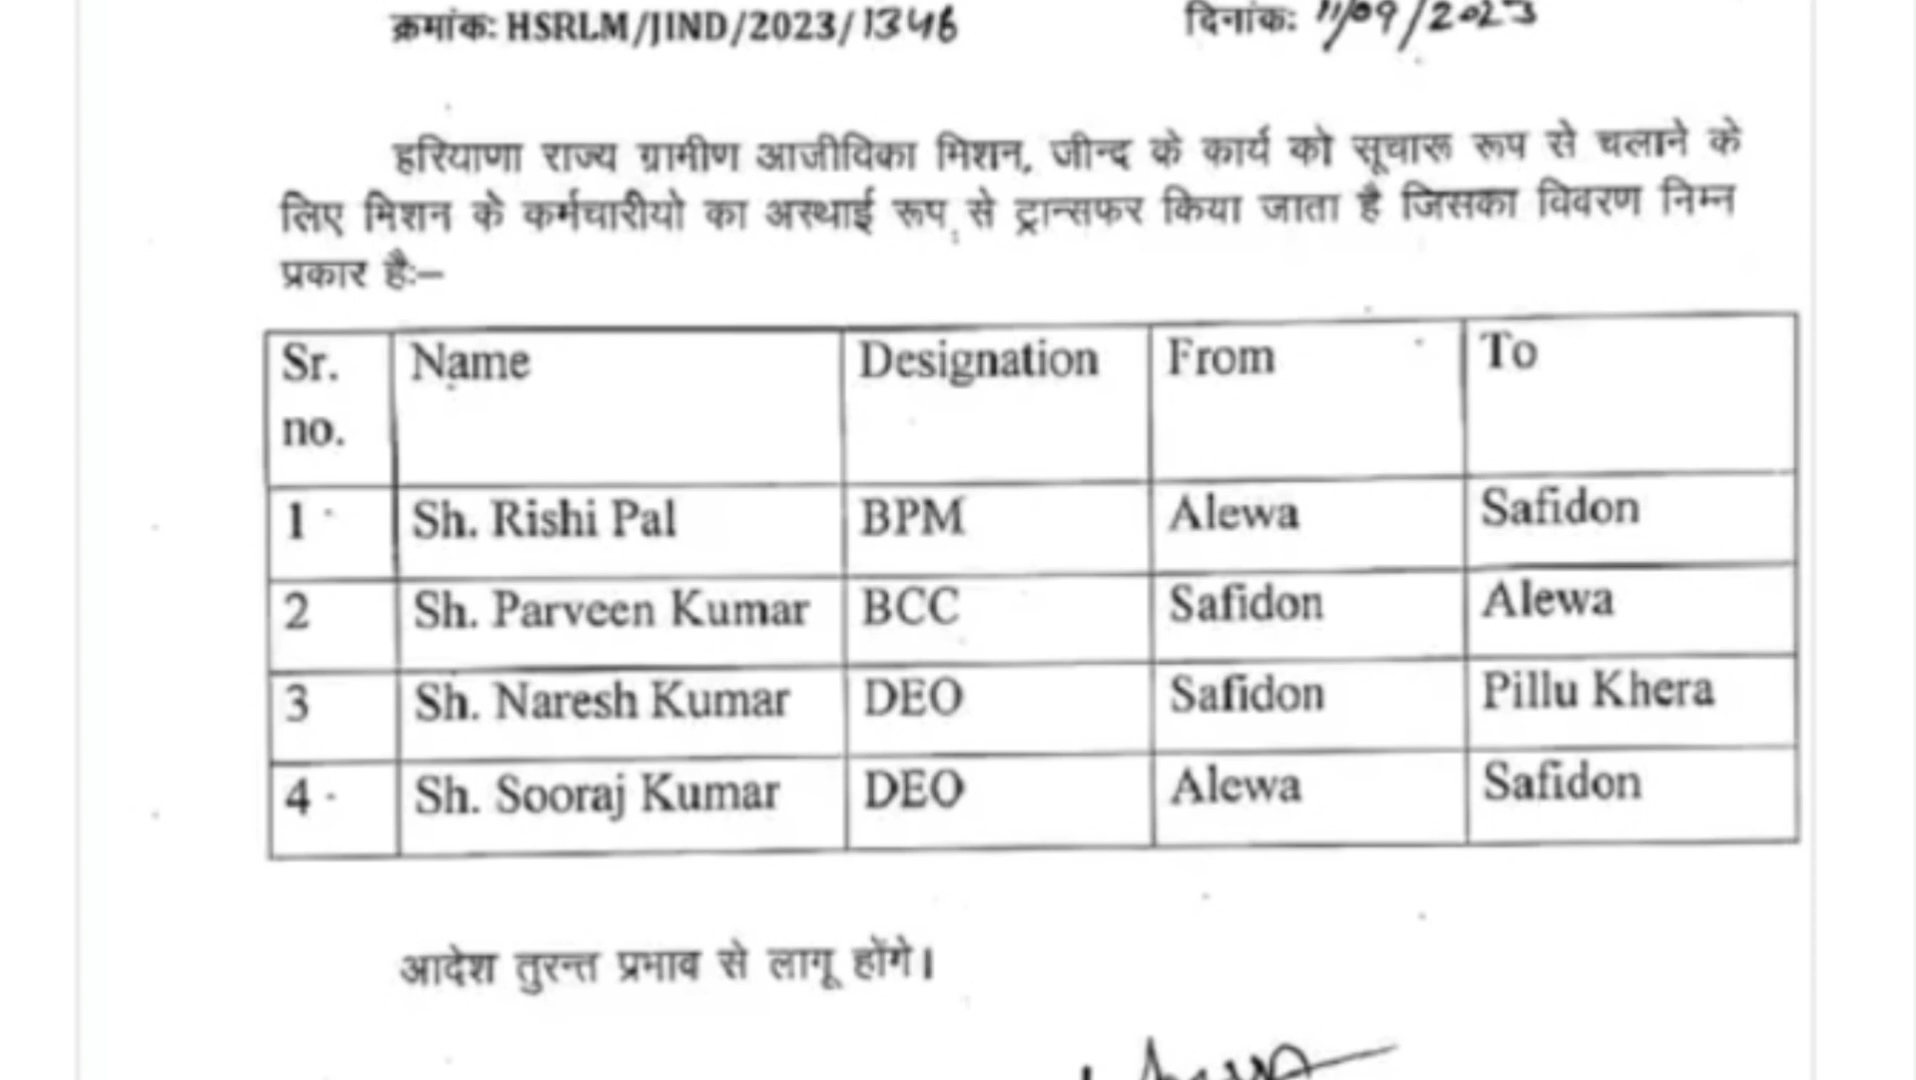 क्रमांक: HSRLM/JIND/2023/1346 दिनांक: 11/09/2023
हरियाणा राज्य ग्रामीण आजीविका मिशन, जीन्द के कार्य को सूचारू रूप से चलाने के
लिए मिशन के कर्मचारीयो का अस्थाई रूप से ट्रान्सफर किया जाता है जिसका विवरण निम्न
प्रकार है:–
Sr. no. Name Designation From To
1 Sh. Rishi Pal BPM Alewa Safidon
2 Sh. Parveen Kumar BCC Safidon Alewa
3 Sh. Naresh Kumar DEO Safidon Pillu Khera
4 Sh. Sooraj Kumar DEO Alewa Safidon
आदेश तुरन्त प्रभाव से लागू होंगे।